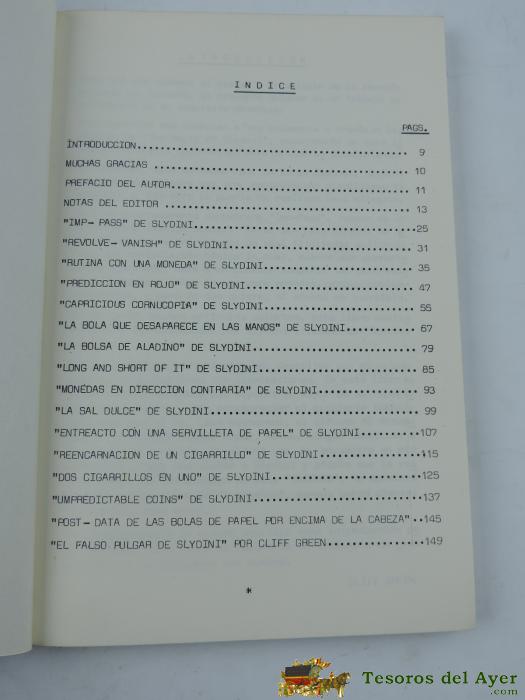 INDICE
PAGS.
INTRODUCCION.................................................. 9
MUCHAS GRACIAS ............................................... 10
PREFACIO DEL AUTOR............................................ 11
NOTAS DEL EDITOR ............................................. 13
"IMP- PASS" DE SLYDINI........................................ 25
"REVOLVE- VANISH" DE SLYDINI.................................. 31
"RUTINA CON UNA MONEDA" DE SLYDINI............................ 35
"PREDICCION EN ROJO" DE SLYDINI............................... 47
"CAPRICIOUS CORNUCOPIA" DE SLYDINI............................ 55
"LA BOLA QUE DESAPARECE EN LAS MANOS" DE SLYDINI............ 67
"LA BOLSA DE ALADINO" DE SLYDINI.............................. 79
"LONG AND SHORT OF IT" DE SLYDINI............................. 85
"MONEDAS EN DIRECCION CONTRARIA" DE SLYDINI................. 93
"LA SAL DULCE" DE SLYDINI..................................... 99
"ENTREACTO CON UNA SERVILLETA DE PAPEL" DE SLYDINI.........107
"REENCARNACION DE UN CIGARRILLO" DE SLYDINI.................115
"DOS CIGARRILLOS EN UNO" DE SLYDINI..........................125
"UMPREDICTABLE COINS" DE SLYDINI.............................137
"POST- DATA DE LAS BOLAS DE PAPEL POR ENCIMA DE LA CABEZA" ..145
"EL FALSO PULGAR DE SLYDINI" POR CLIFF GREEN................149
*
Tesoros del Ayer
.com